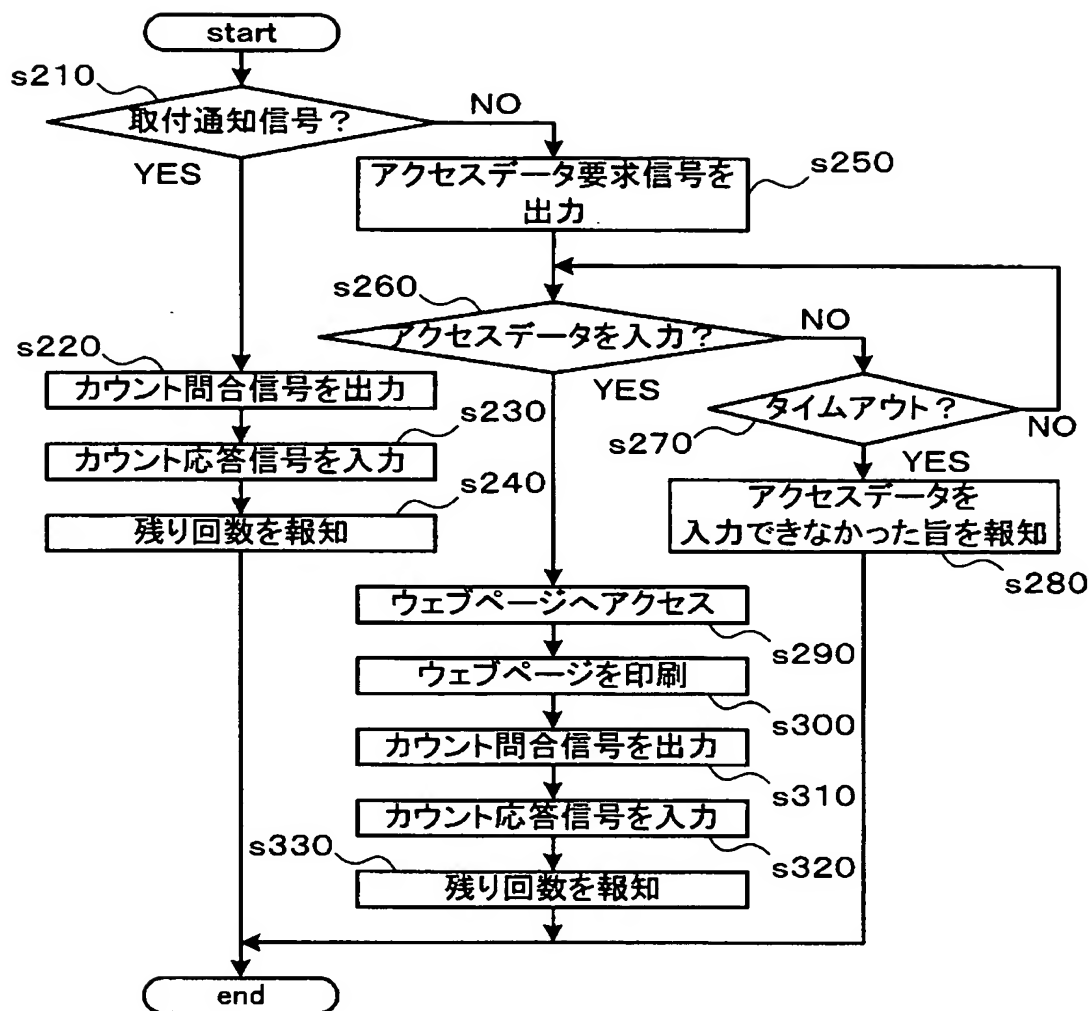 start
s210
取付通知信号？
NO
YES
アクセスデータ要求信号を
出力
s250
s260
アクセスデータを入力？
NO
YES
s220
カウント問合信号を出力
s230
カウント応答信号を入力
s240
残り回数を報知
タイムアウト？
s270
NO
YES
アクセスデータを
入力できなかった旨を報知
s280
ウェブページへアクセス
s290
ウェブページを印刷
s300
カウント問合信号を出力
s310
カウント応答信号を入力
s320
s330
残り回数を報知
end